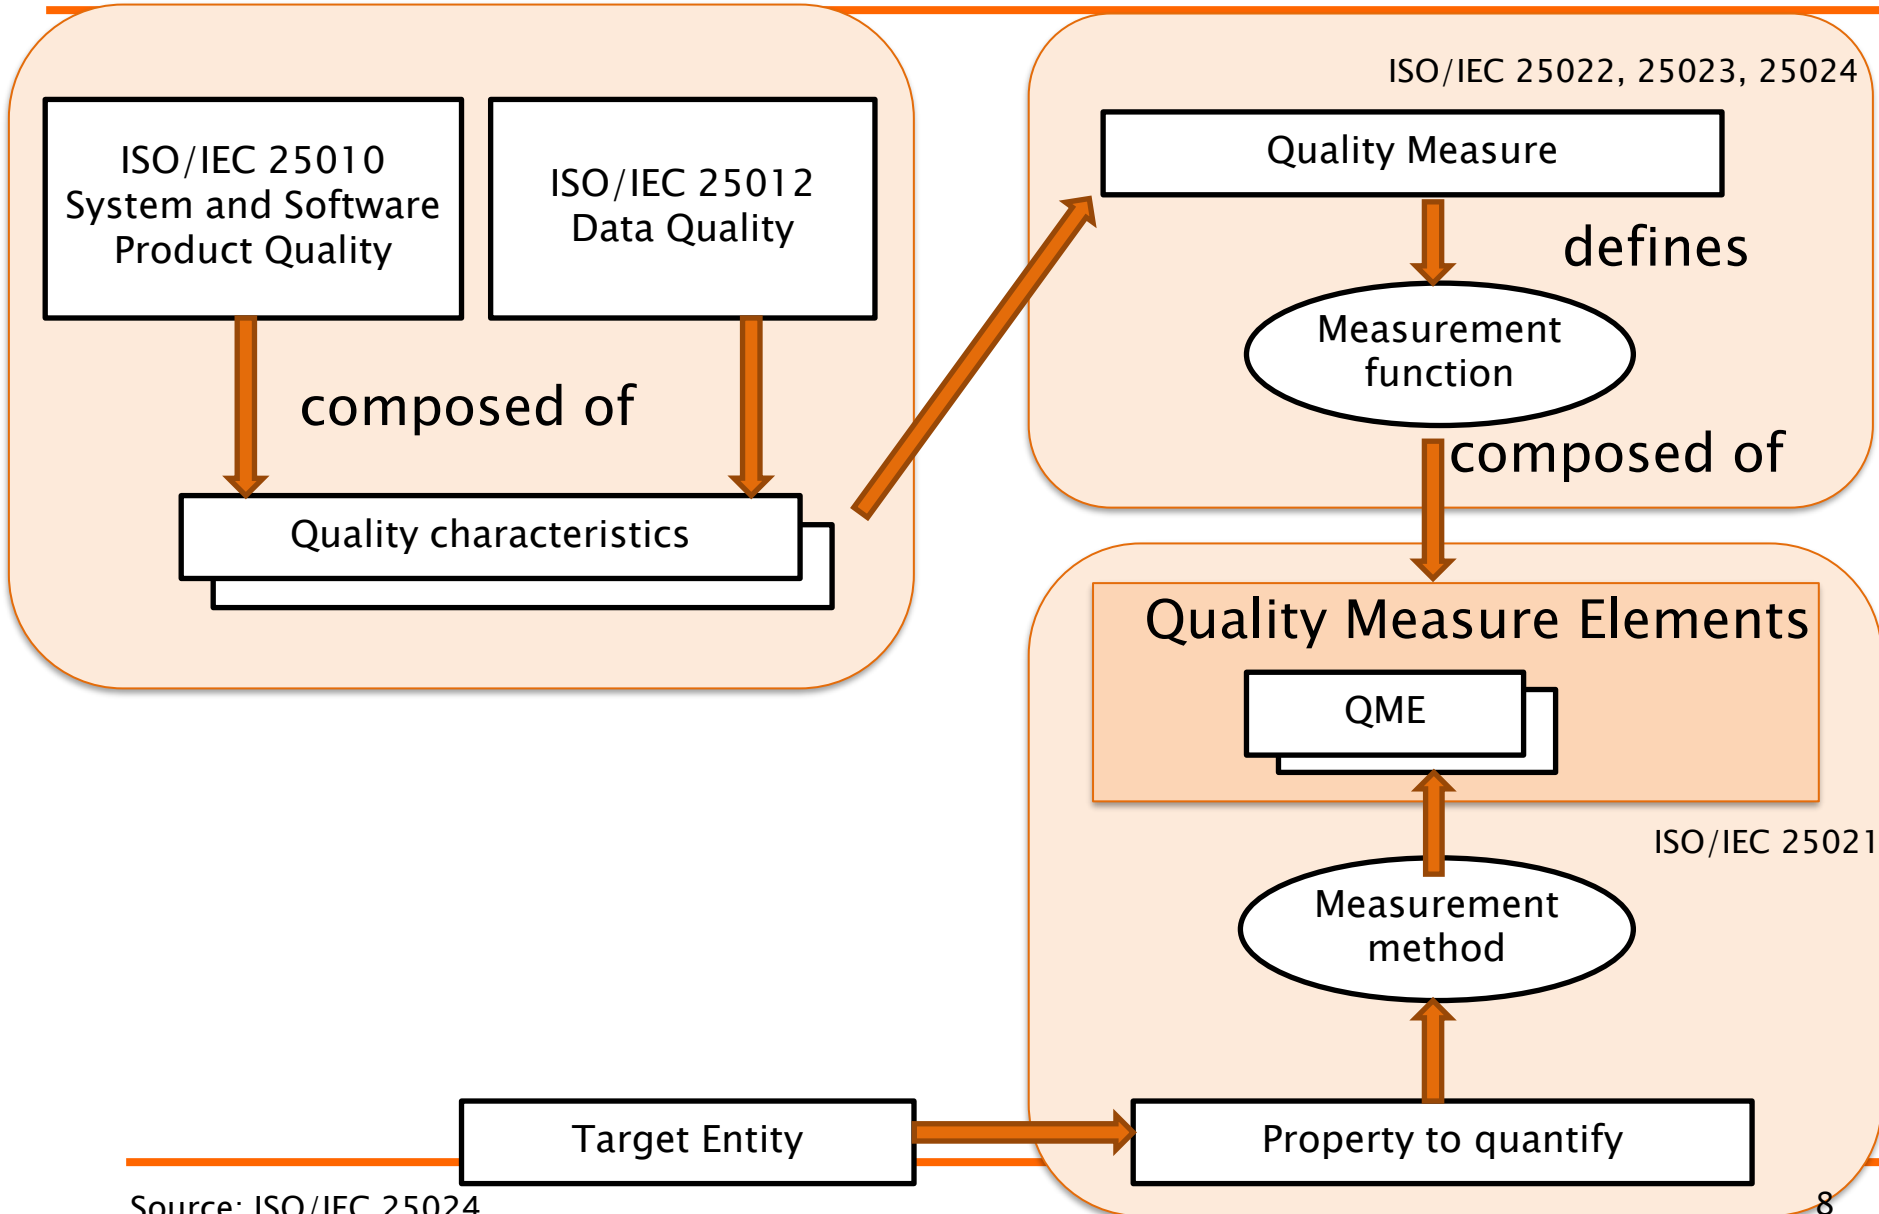 ISO/IEC 25010
System and Software
Product Quality
ISO/IEC 25012
Data Quality
composed of
Quality characteristics
ISO/IEC 25022, 25023, 25024
Quality Measure
defines
Measurement
function
composed of
Quality Measure Elements
QME
ISO/IEC 25021
Measurement
method
Target Entity
Property to quantify
Source: ISO/IEC 25024
8